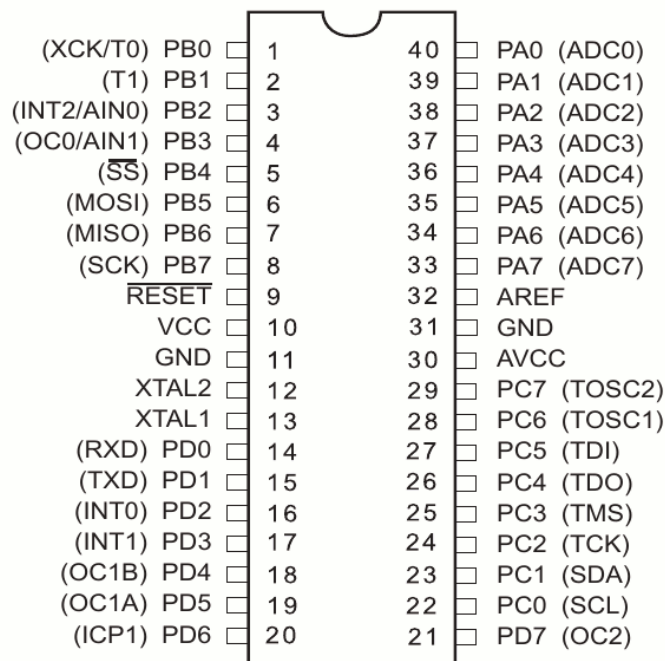 (XCK/T0) PB0 1 40 PA0 (ADC0)
(T1) PB1 2 39 PA1 (ADC1)
(INT2/AIN0) PB2 3 38 PA2 (ADC2)
(OC0/AIN1) PB3 4 37 PA3 (ADC3)
(SS) PB4 5 36 PA4 (ADC4)
(MOSI) PB5 6 35 PA5 (ADC5)
(MISO) PB6 7 34 PA6 (ADC6)
(SCK) PB7 8 33 PA7 (ADC7)
RESET 9 32 AREF
VCC 10 31 GND
GND 11 30 AVCC
XTAL2 12 29 PC7 (TOSC2)
XTAL1 13 28 PC6 (TOSC1)
(RXD) PD0 14 27 PC5 (TDI)
(TXD) PD1 15 26 PC4 (TDO)
(INT0) PD2 16 25 PC3 (TMS)
(INT1) PD3 17 24 PC2 (TCK)
(OC1B) PD4 18 23 PC1 (SDA)
(OC1A) PD5 19 22 PC0 (SCL)
(ICP1) PD6 20 21 PD7 (OC2)